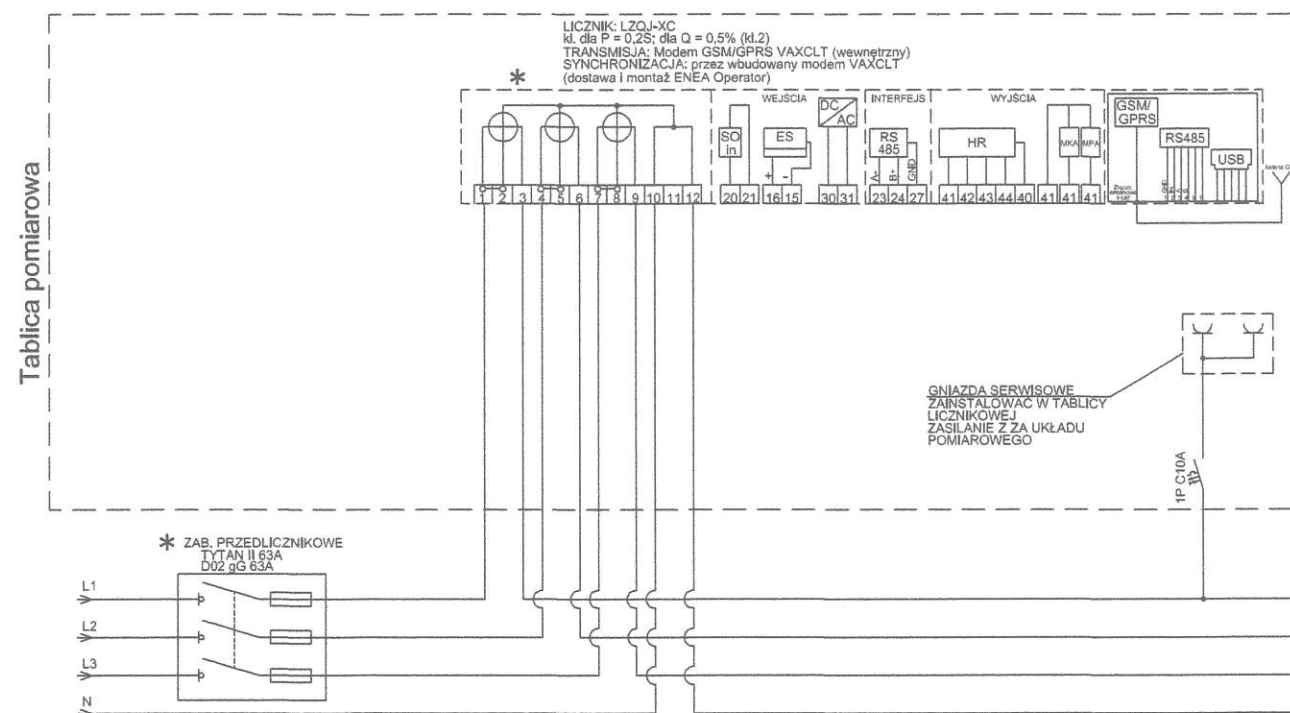 LICZNIK: LZQJ-XC
kl. dla P = 0,2S; dla Q = 0,5% (kl.2)
TRANSMISJA: Modem GSM/GPRS VAXCLT (wewnętrzny)
SYNCHRONIZACJA: przez wbudowany modem VAXCLT
(dostawa i montaż ENEA Operator)
*
WEJŚCIA
INTERFEJS
WYJŚCIA
DC/
AC
GSM/
GPRS
SO
in
ES
RS
485
HR
MKA
MPA
RS485
USB
+
-
A-
B-
GND
GND
1 2 3 4 5 6 7 8 9 10 11 12
20 21
16 15
30 31
23 24 27
41 42 43 44 40
41 41 41
Tablica pomiarowa
GNIAZDA SERWISOWE
ZAINSTALOWAĆ W TABLICY
LICZNIKOWEJ
ZASILANIE Z ZA UKŁADU
POMIAROWEGO
1P C10A
* ZAB. PRZEDLICZNIKOWE
TYTAN II 63A
D02 gG 63A
L1
L2
L3
N